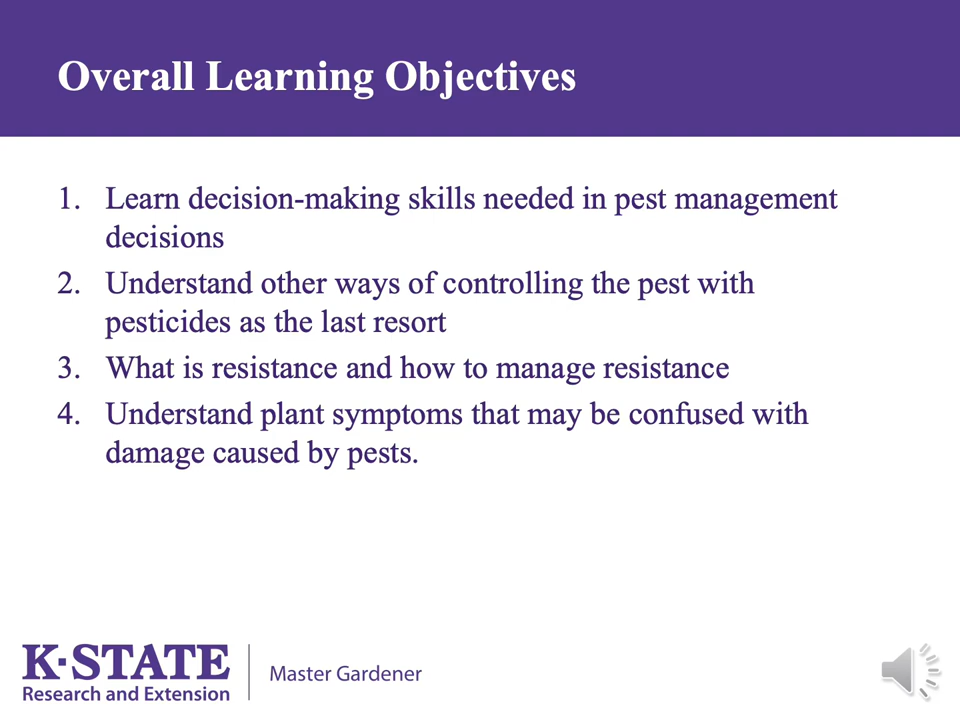 Overall Learning Objectives
1. Learn decision-making skills needed in pest management
decisions
2. Understand other ways of controlling the pest with
pesticides as the last resort
3. What is resistance and how to manage resistance
4. Understand plant symptoms that may be confused with
damage caused by pests.
K·STATE
Research and Extension
Master Gardener